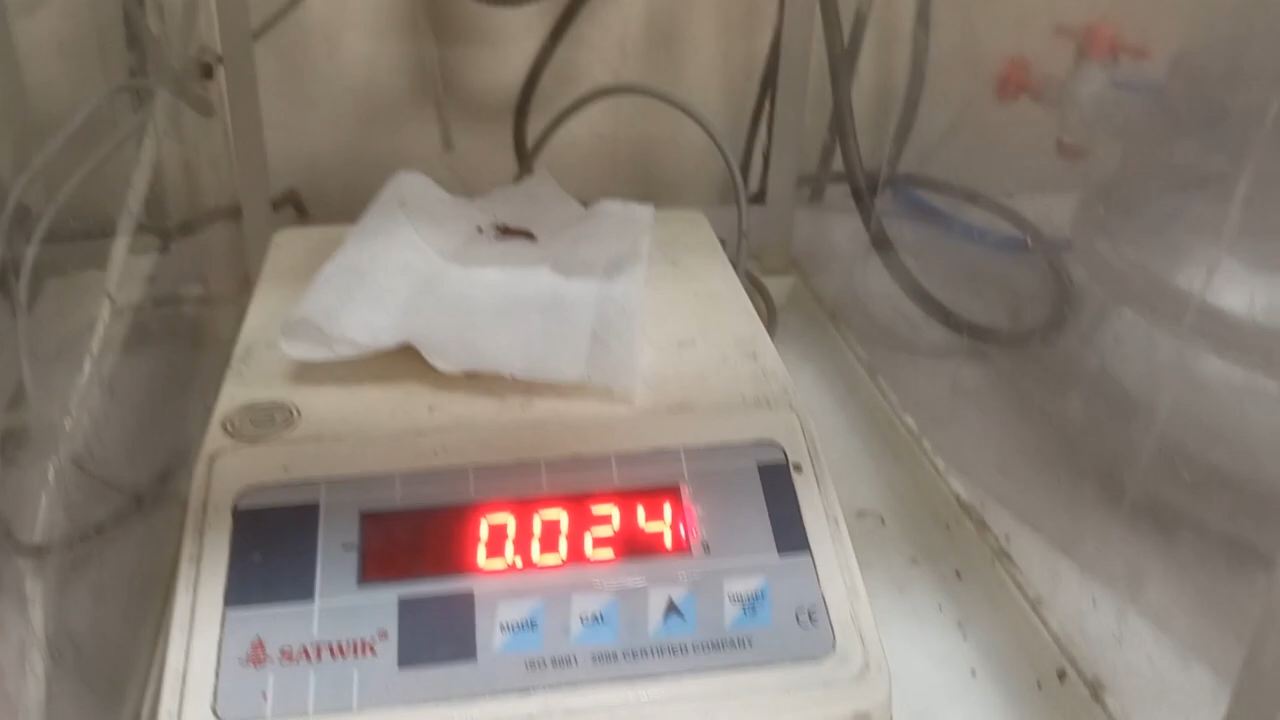 0.024
SATWIK
MODE
CAL
ISO 9001 - 2008 CERTIFIED COMPANY
CE